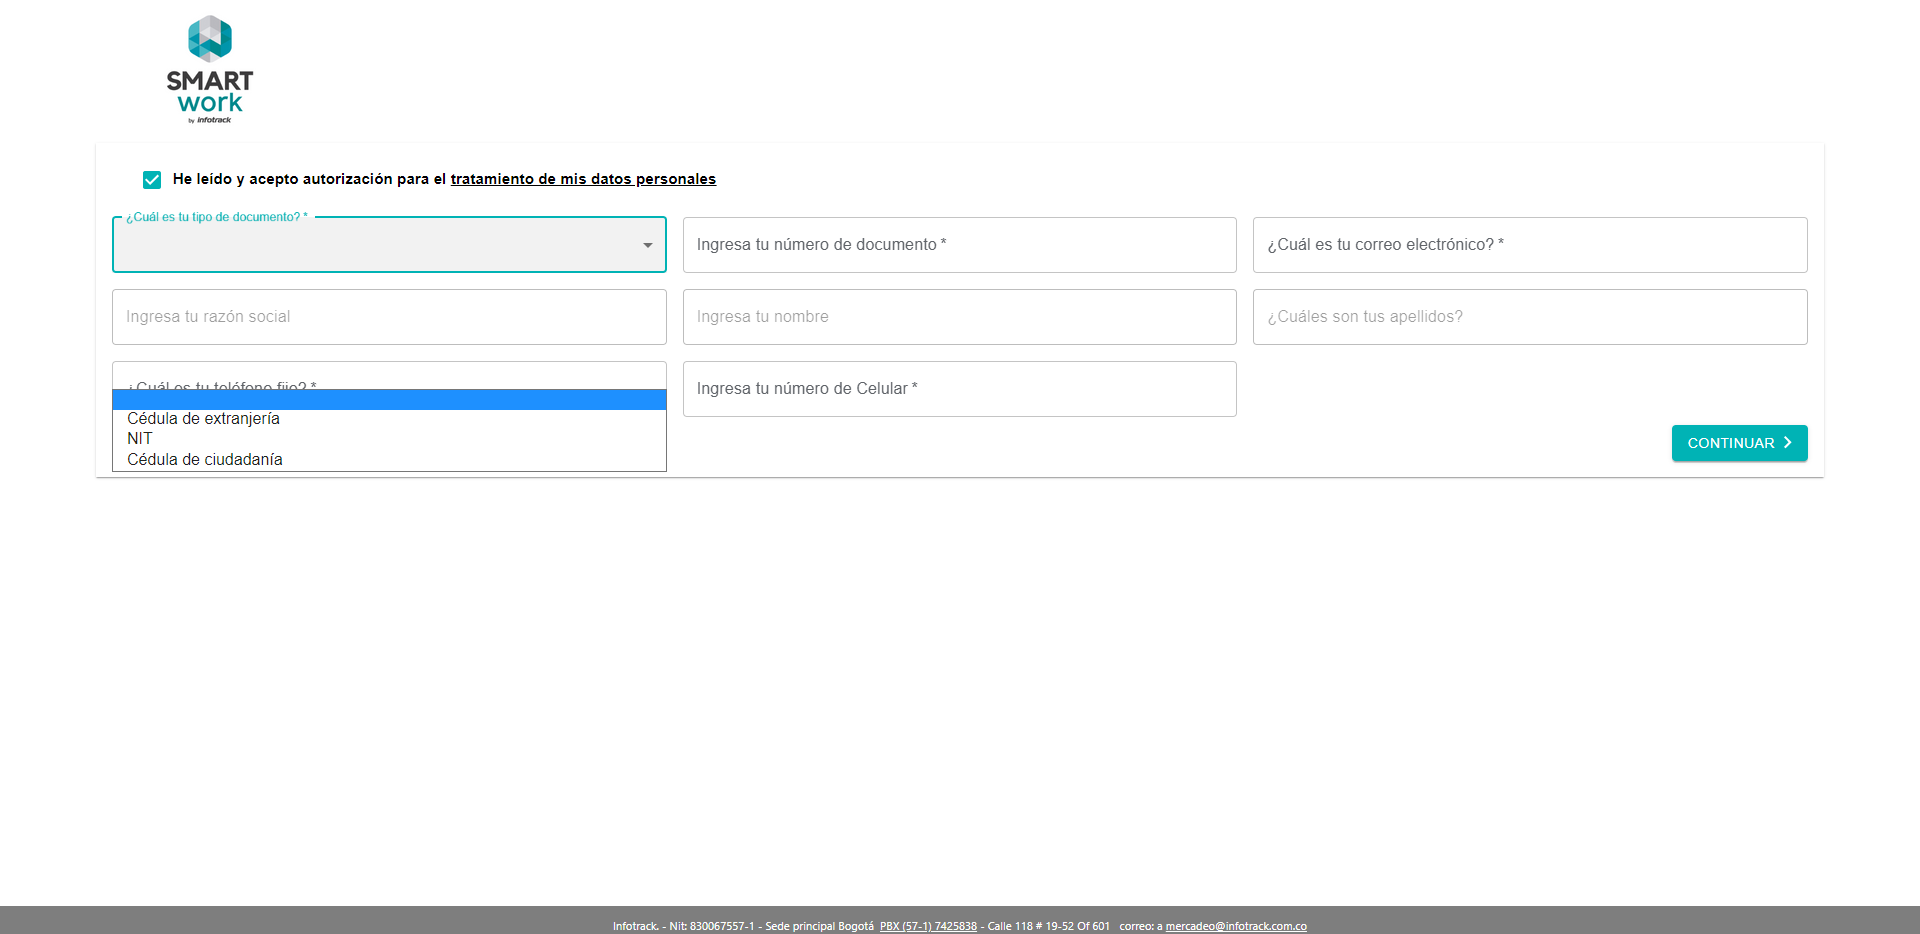 SMART
work
by infotrack
He leído y acepto autorización para el tratamiento de mis datos personales
¿Cuál es tu tipo de documento? *
Ingresa tu número de documento *
¿Cuál es tu correo electrónico? *
Ingresa tu razón social
Ingresa tu nombre
¿Cuáles son tus apellidos?
¿Cuál es tu teléfono fijo? *
Ingresa tu número de Celular *
Cédula de extranjería
NIT
Cédula de ciudadanía
CONTINUAR
Infotrack. - Nit: 830067557-1 - Sede principal Bogotá PBX (57-1) 7425838 - Calle 118 # 19-52 Of 601 correo: a mercadeo@infotrack.com.co